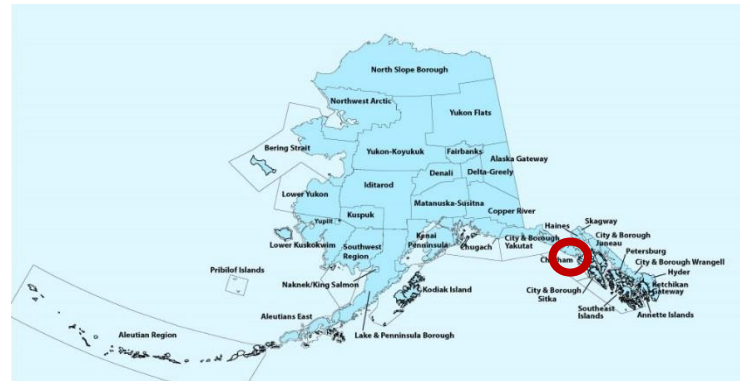 North Slope Borough
Northwest Arctic
Yukon Flats
Bering Strait
Yukon-Koyukuk
Fairbanks
Alaska Gateway
Denali
Delta-Greely
Iditarod
Lower Yukon
Matanuska-Susitna
Copper River
Kuspuk
Yupiit
Haines
Skagway
Lower Kuskokwim
Southwest
Region
Kenai
Penninsula
Chugach
City & Borough
Yakutat
City & Borough
Juneau
Petersburg
City & Borough Wrangell
Pribilof Islands
Hyder
Naknek/King Salmon
Kodiak Island
City & Borough
Sitka
Ketchikan
Gateway
Southeast
Islands
Annette Islands
Aleutian Region
Aleutians East
Lake & Penninsula Borough